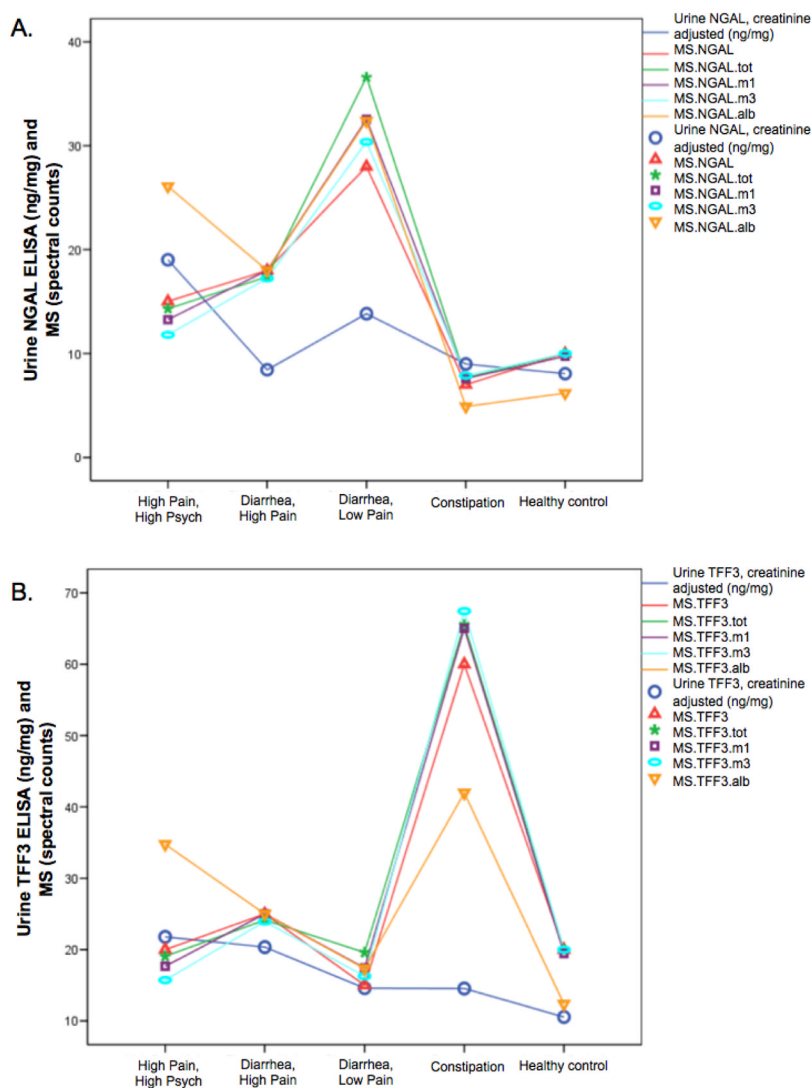 A.
Urine NGAL ELISA (ng/mg) and
MS (spectral counts)
40
30
20
10
0
High Pain,
High Psych
Diarrhea,
High Pain
Diarrhea,
Low Pain
Constipation
Healthy control
Urine NGAL, creatinine
adjusted (ng/mg)
MS.NGAL
MS.NGAL.tot
MS.NGAL.m1
MS.NGAL.m3
MS.NGAL.alb
Urine NGAL, creatinine
adjusted (ng/mg)
MS.NGAL
MS.NGAL.tot
MS.NGAL.m1
MS.NGAL.m3
MS.NGAL.alb
B.
Urine TFF3 ELISA (ng/mg) and
MS (spectral counts)
70
60
50
40
30
20
10
High Pain,
High Psych
Diarrhea,
High Pain
Diarrhea,
Low Pain
Constipation
Healthy control
Urine TFF3, creatinine
adjusted (ng/mg)
MS.TFF3
MS.TFF3.tot
MS.TFF3.m1
MS.TFF3.m3
MS.TFF3.alb
Urine TFF3, creatinine
adjusted (ng/mg)
MS.TFF3
MS.TFF3.tot
MS.TFF3.m1
MS.TFF3.m3
MS.TFF3.alb